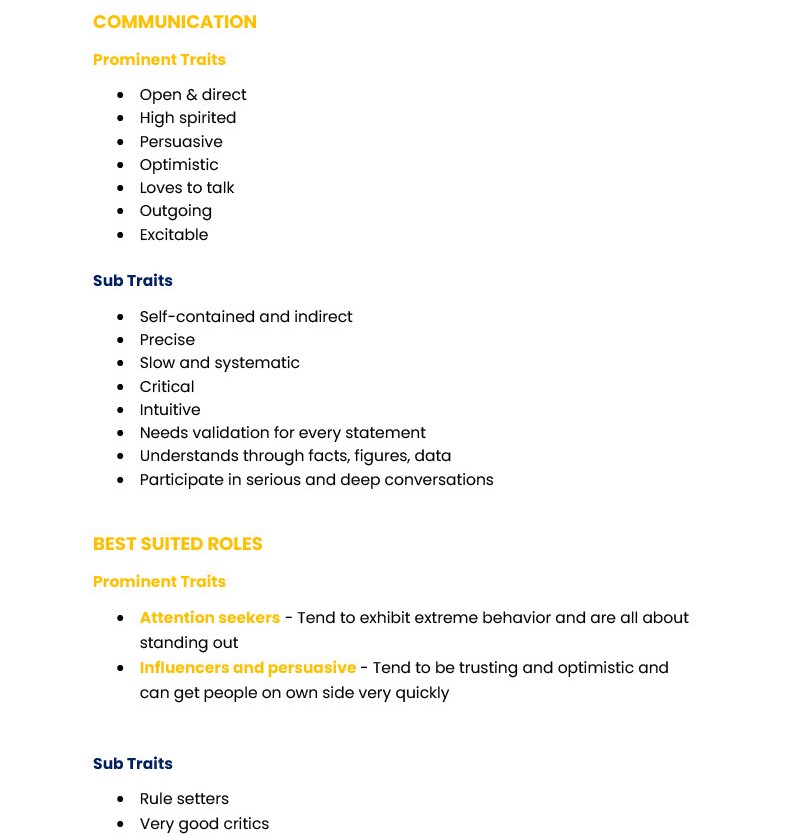 COMMUNICATION
Prominent Traits
• Open & direct
• High spirited
• Persuasive
• Optimistic
• Loves to talk
• Outgoing
• Excitable
Sub Traits
• Self-contained and indirect
• Precise
• Slow and systematic
• Critical
• Intuitive
• Needs validation for every statement
• Understands through facts, figures, data
• Participate in serious and deep conversations
BEST SUITED ROLES
Prominent Traits
• Attention seekers - Tend to exhibit extreme behavior and are all about
standing out
• Influencers and persuasive - Tend to be trusting and optimistic and
can get people on own side very quickly
Sub Traits
• Rule setters
• Very good critics